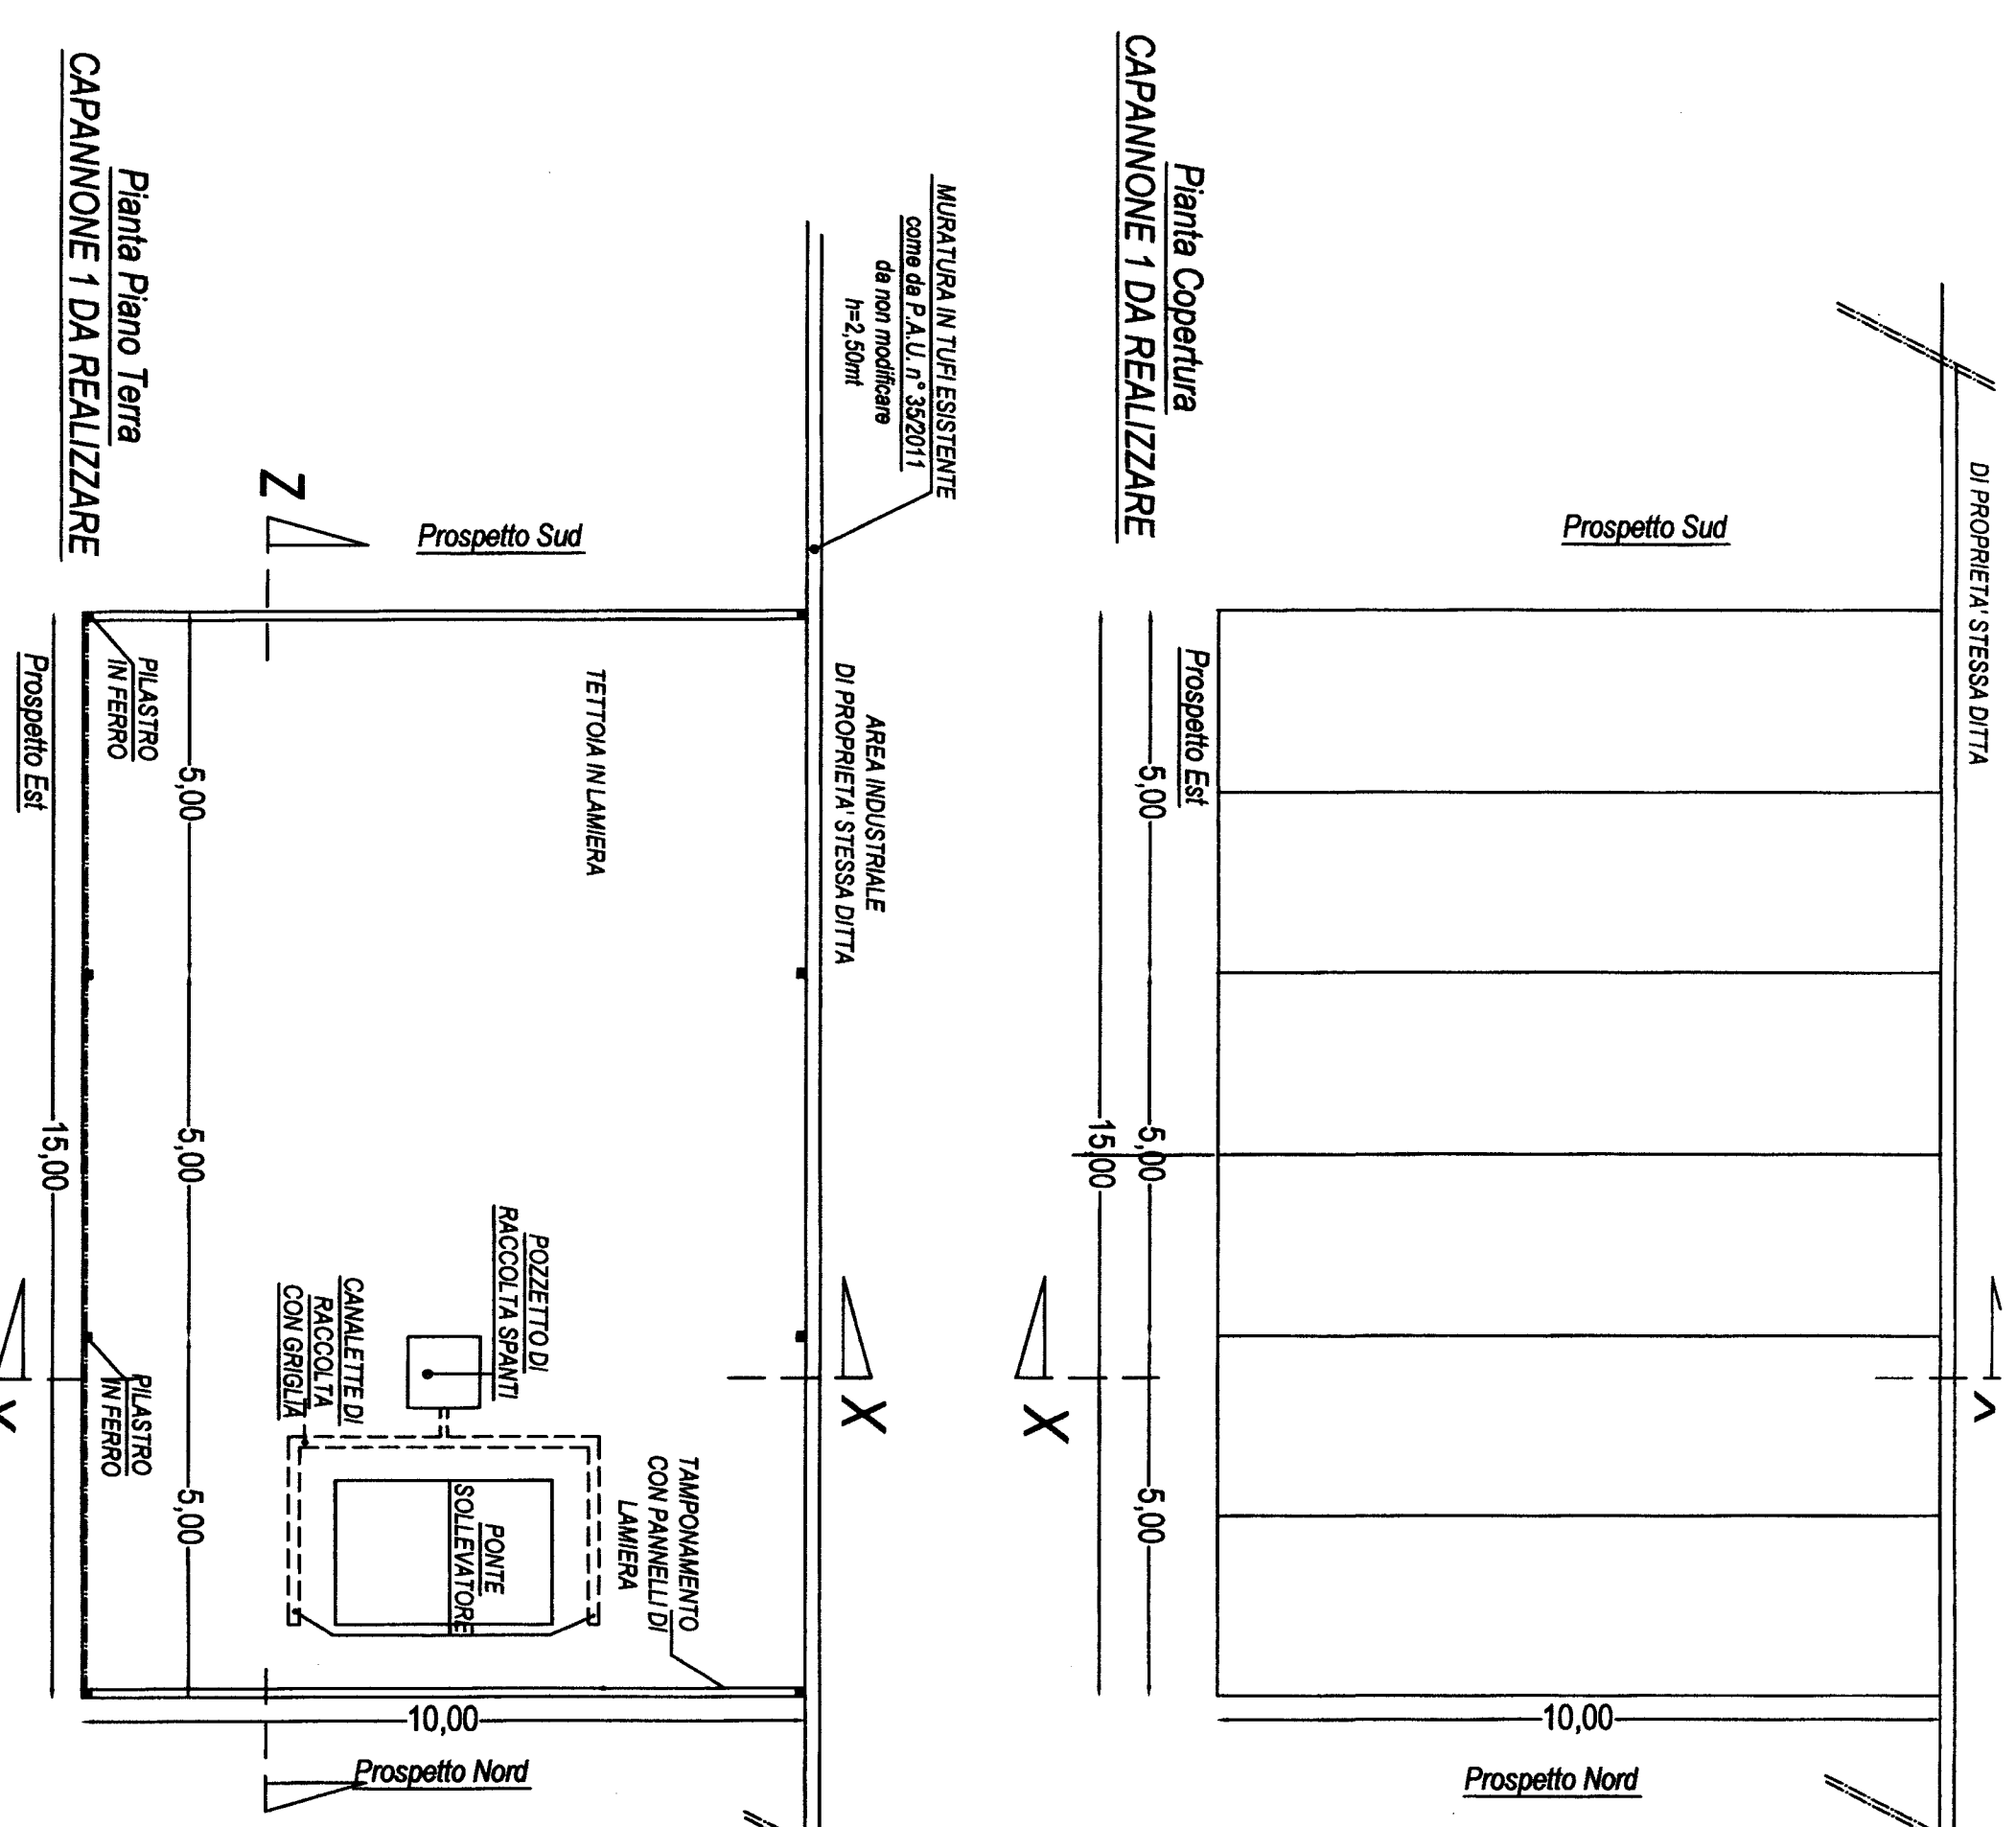 DI PROPRIETA' STESSA DITTA
Prospetto Sud
Prospetto Est
5,00
5,00
5,00
15,00
10,00
Prospetto Nord
X
Pianta Copertura
CAPANNONE 1 DA REALIZZARE
MURATURA IN TUFI ESISTENTE
come da P.A.U. n° 35/2011
da non modificare
h=2,50mt
AREA INDUSTRIALE
DI PROPRIETA' STESSA DITTA
X
Prospetto Sud
Z
TETTOIA IN LAMIERA
POZZETTO DI
RACCOLTA SPANTI
CANALETTE DI
RACCOLTA
CON GRIGLIA
TAMPONAMENTO
CON PANNELLI DI
LAMIERA
PONTE
SOLLEVATORE
5,00
5,00
5,00
PILASTRO
IN FERRO
PILASTRO
IN FERRO
15,00
10,00
Prospetto Est
Prospetto Nord
Pianta Piano Terra
CAPANNONE 1 DA REALIZZARE